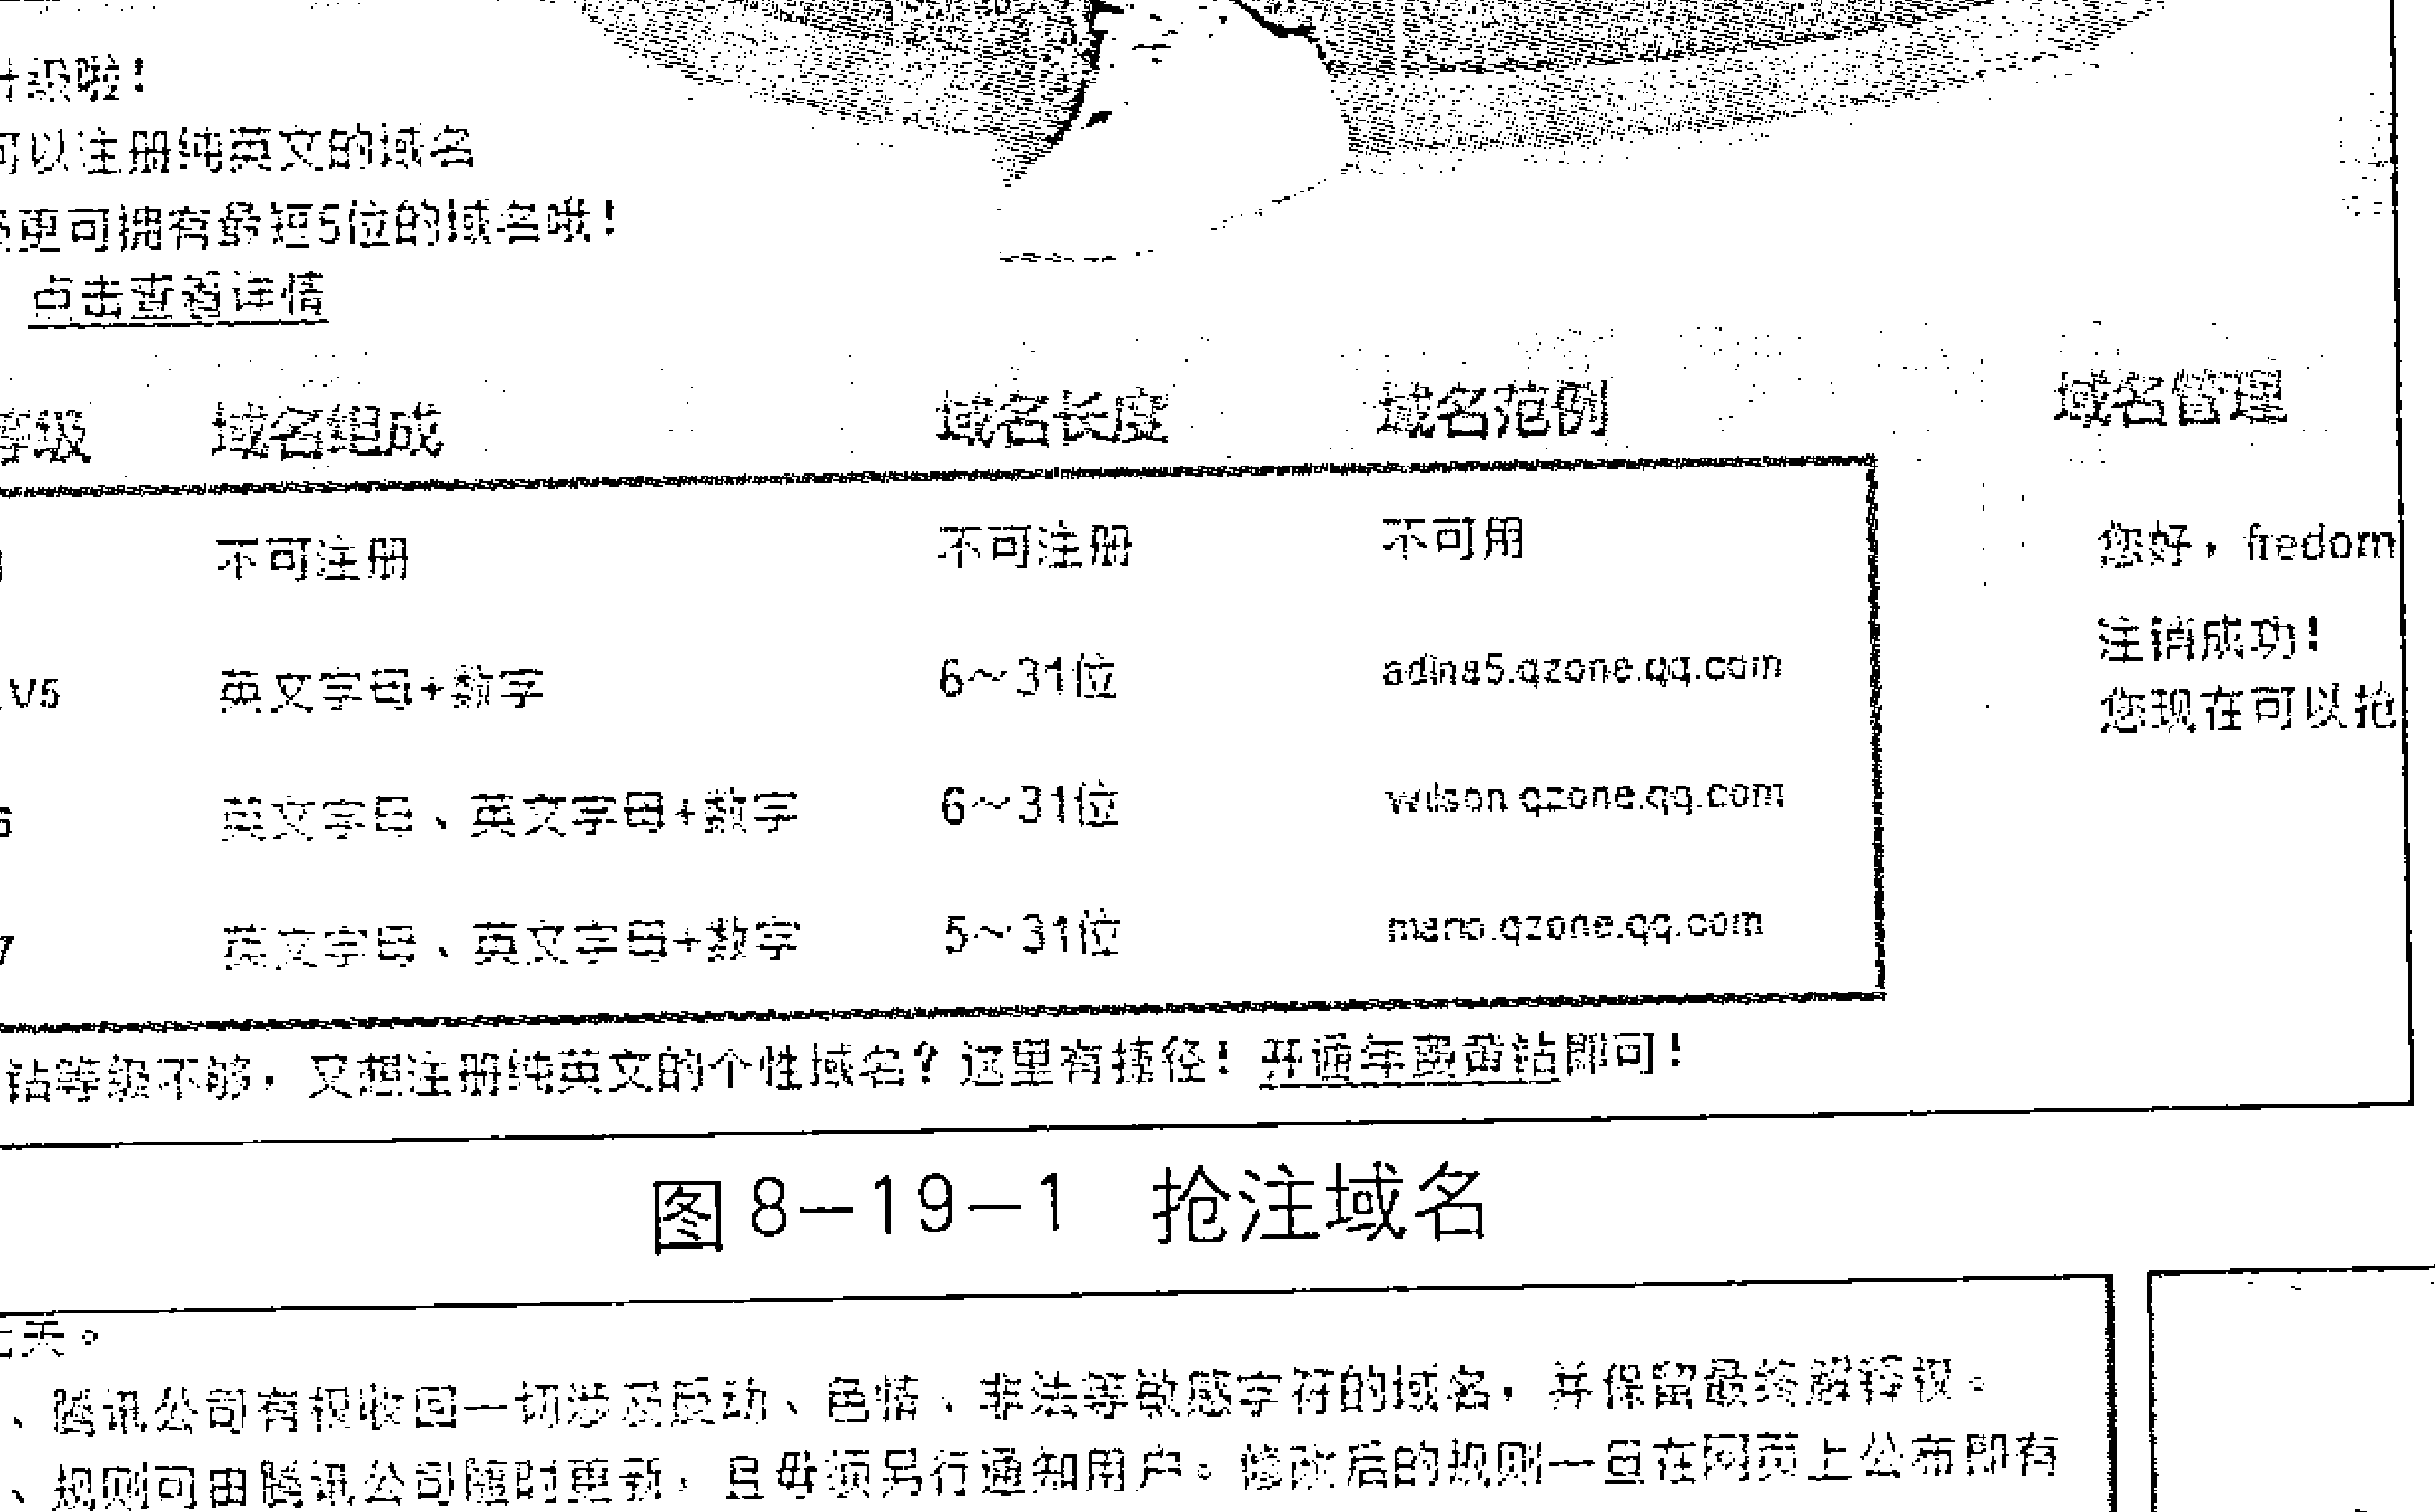 升级啦！
可以注册纯英文的域名
更可拥有最短5位的域名哦！
点击查看详情
等级 域名组成 域名长度 域名范例 域名管理
不可注册 不可注册 不可用 您好，fredom
V5 英文字母+数字 6～31位 adina5.qzone.qq.com 注销成功！
您现在可以抢
6 英文字母、英文字母+数字 6～31位 wilson.qzone.qq.com
7 英文字母、英文字母+数字 5～31位 mano.qzone.qq.com
钻等级不够，又想注册纯英文的个性域名？这里有捷径！开通年费黄钻即可！
图8-19-1 抢注域名
天。
、腾讯公司有权收回一切涉及反动、色情、非法等敏感字符的域名，并保留最终解释权。
、规则可由腾讯公司随时更新，且毋须另行通知用户。修改后的规则一旦在网页上公布即有